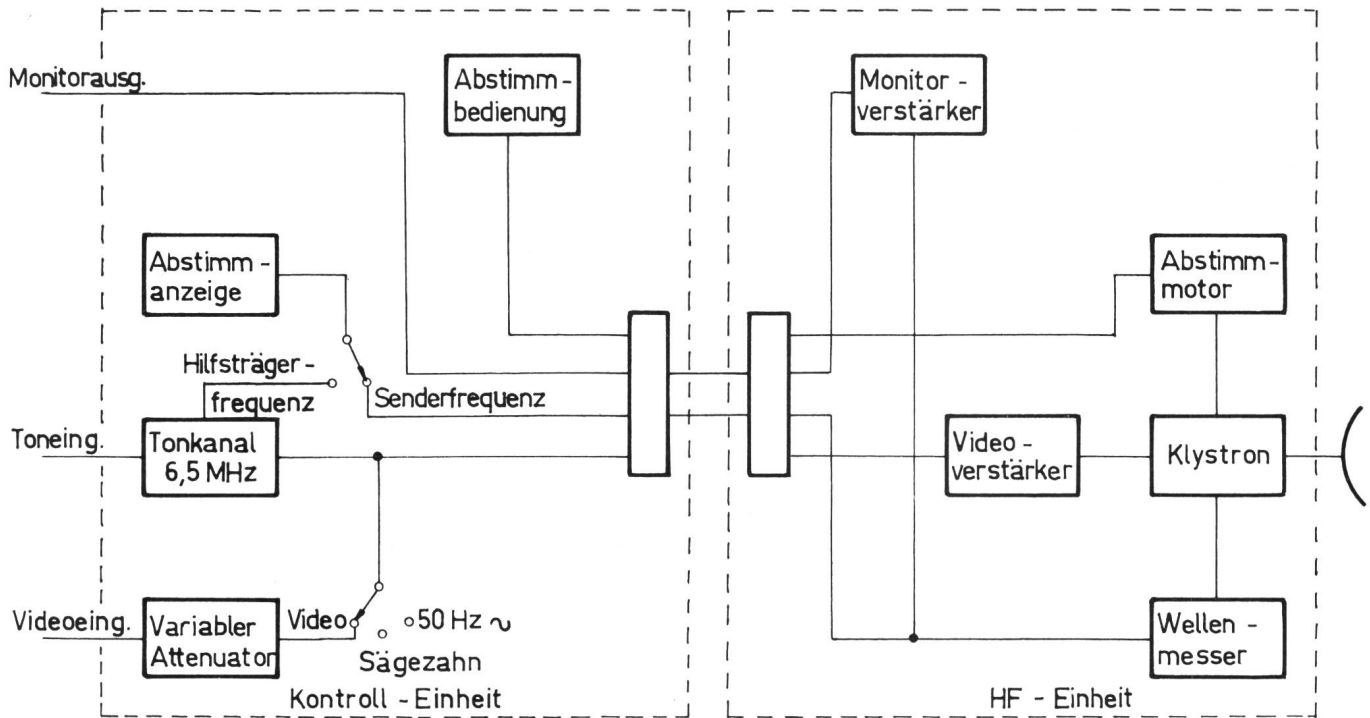 Monitorausg.
Abstimm -
bedienung
Monitor -
verstärker
Abstimm -
anzeige
Abstimm-
motor
Hilfsträger -
frequenz
Senderfrequenz
Toneing.
Tonkanal
6,5 MHz
Video -
verstärker
Klystron
Videoeing.
Variabler
Attenuator
Video
50 Hz ~
Sägezahn
Wellen -
messer
Kontroll - Einheit
HF - Einheit